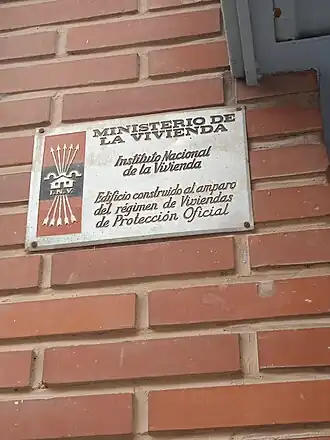 MINISTERIO DE
LA VIVIENDA
Instituto Nacional
de la Vivienda
Edificio construido al amparo
del régimen de Viviendas
de Protección Oficial
I.N.V.